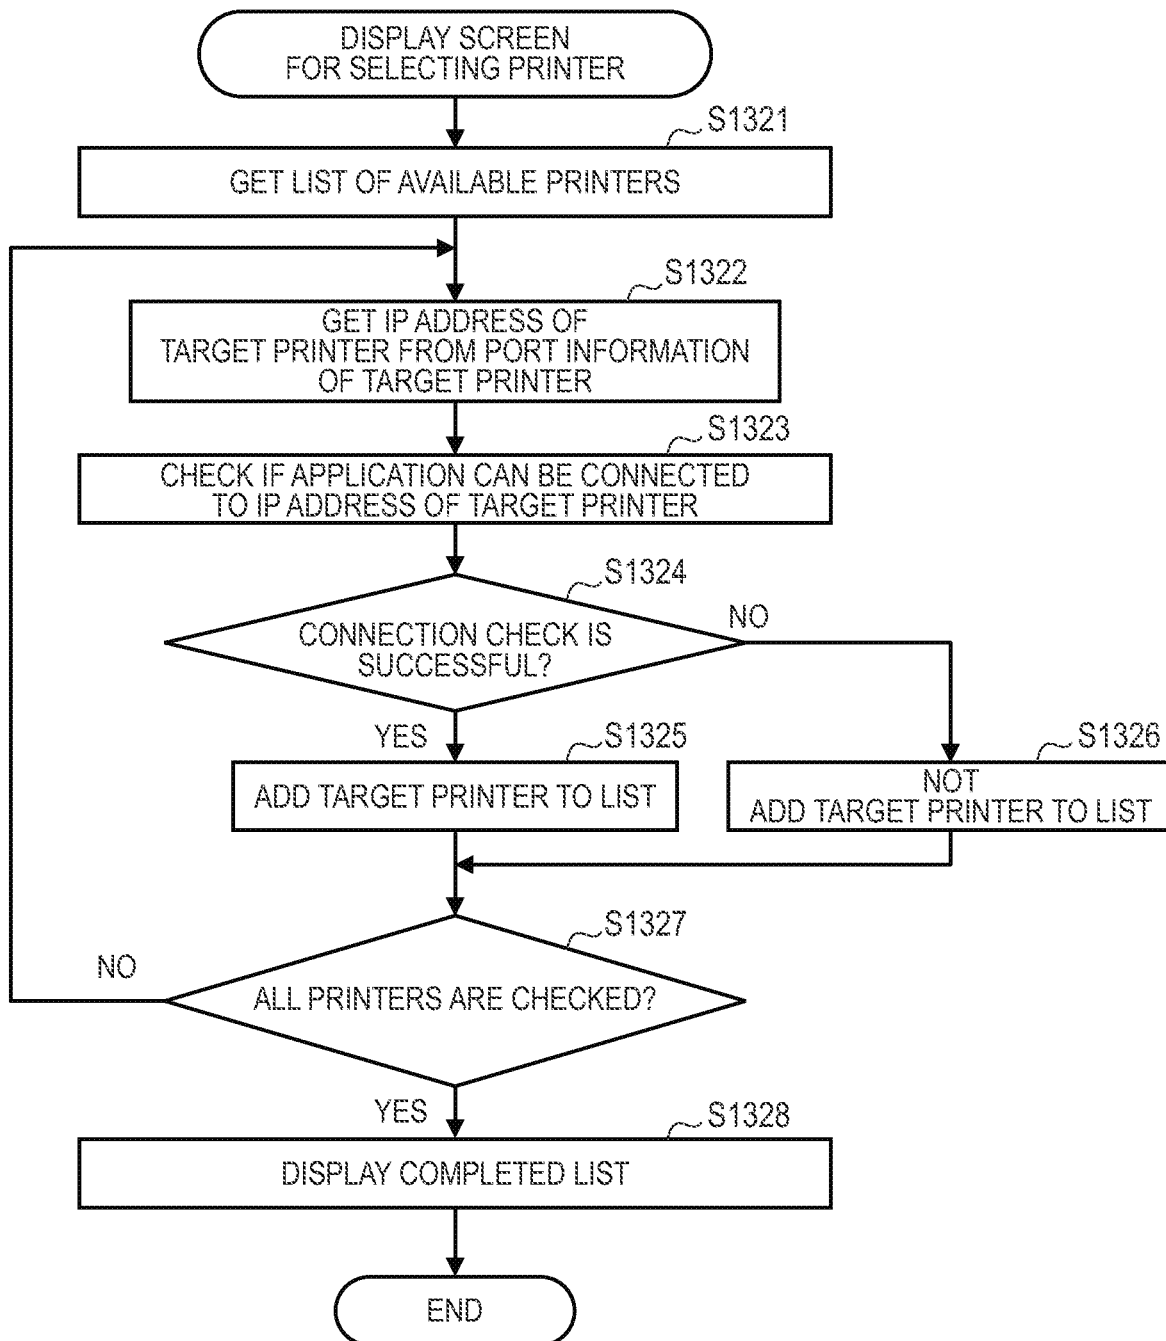 DISPLAY SCREEN
FOR SELECTING PRINTER
S1321
GET LIST OF AVAILABLE PRINTERS
S1322
GET IP ADDRESS OF
TARGET PRINTER FROM PORT INFORMATION
OF TARGET PRINTER
S1323
CHECK IF APPLICATION CAN BE CONNECTED
TO IP ADDRESS OF TARGET PRINTER
S1324
CONNECTION CHECK IS
SUCCESSFUL?
NO
YES
S1325
ADD TARGET PRINTER TO LIST
S1326
NOT
ADD TARGET PRINTER TO LIST
S1327
NO
ALL PRINTERS ARE CHECKED?
YES
S1328
DISPLAY COMPLETED LIST
END